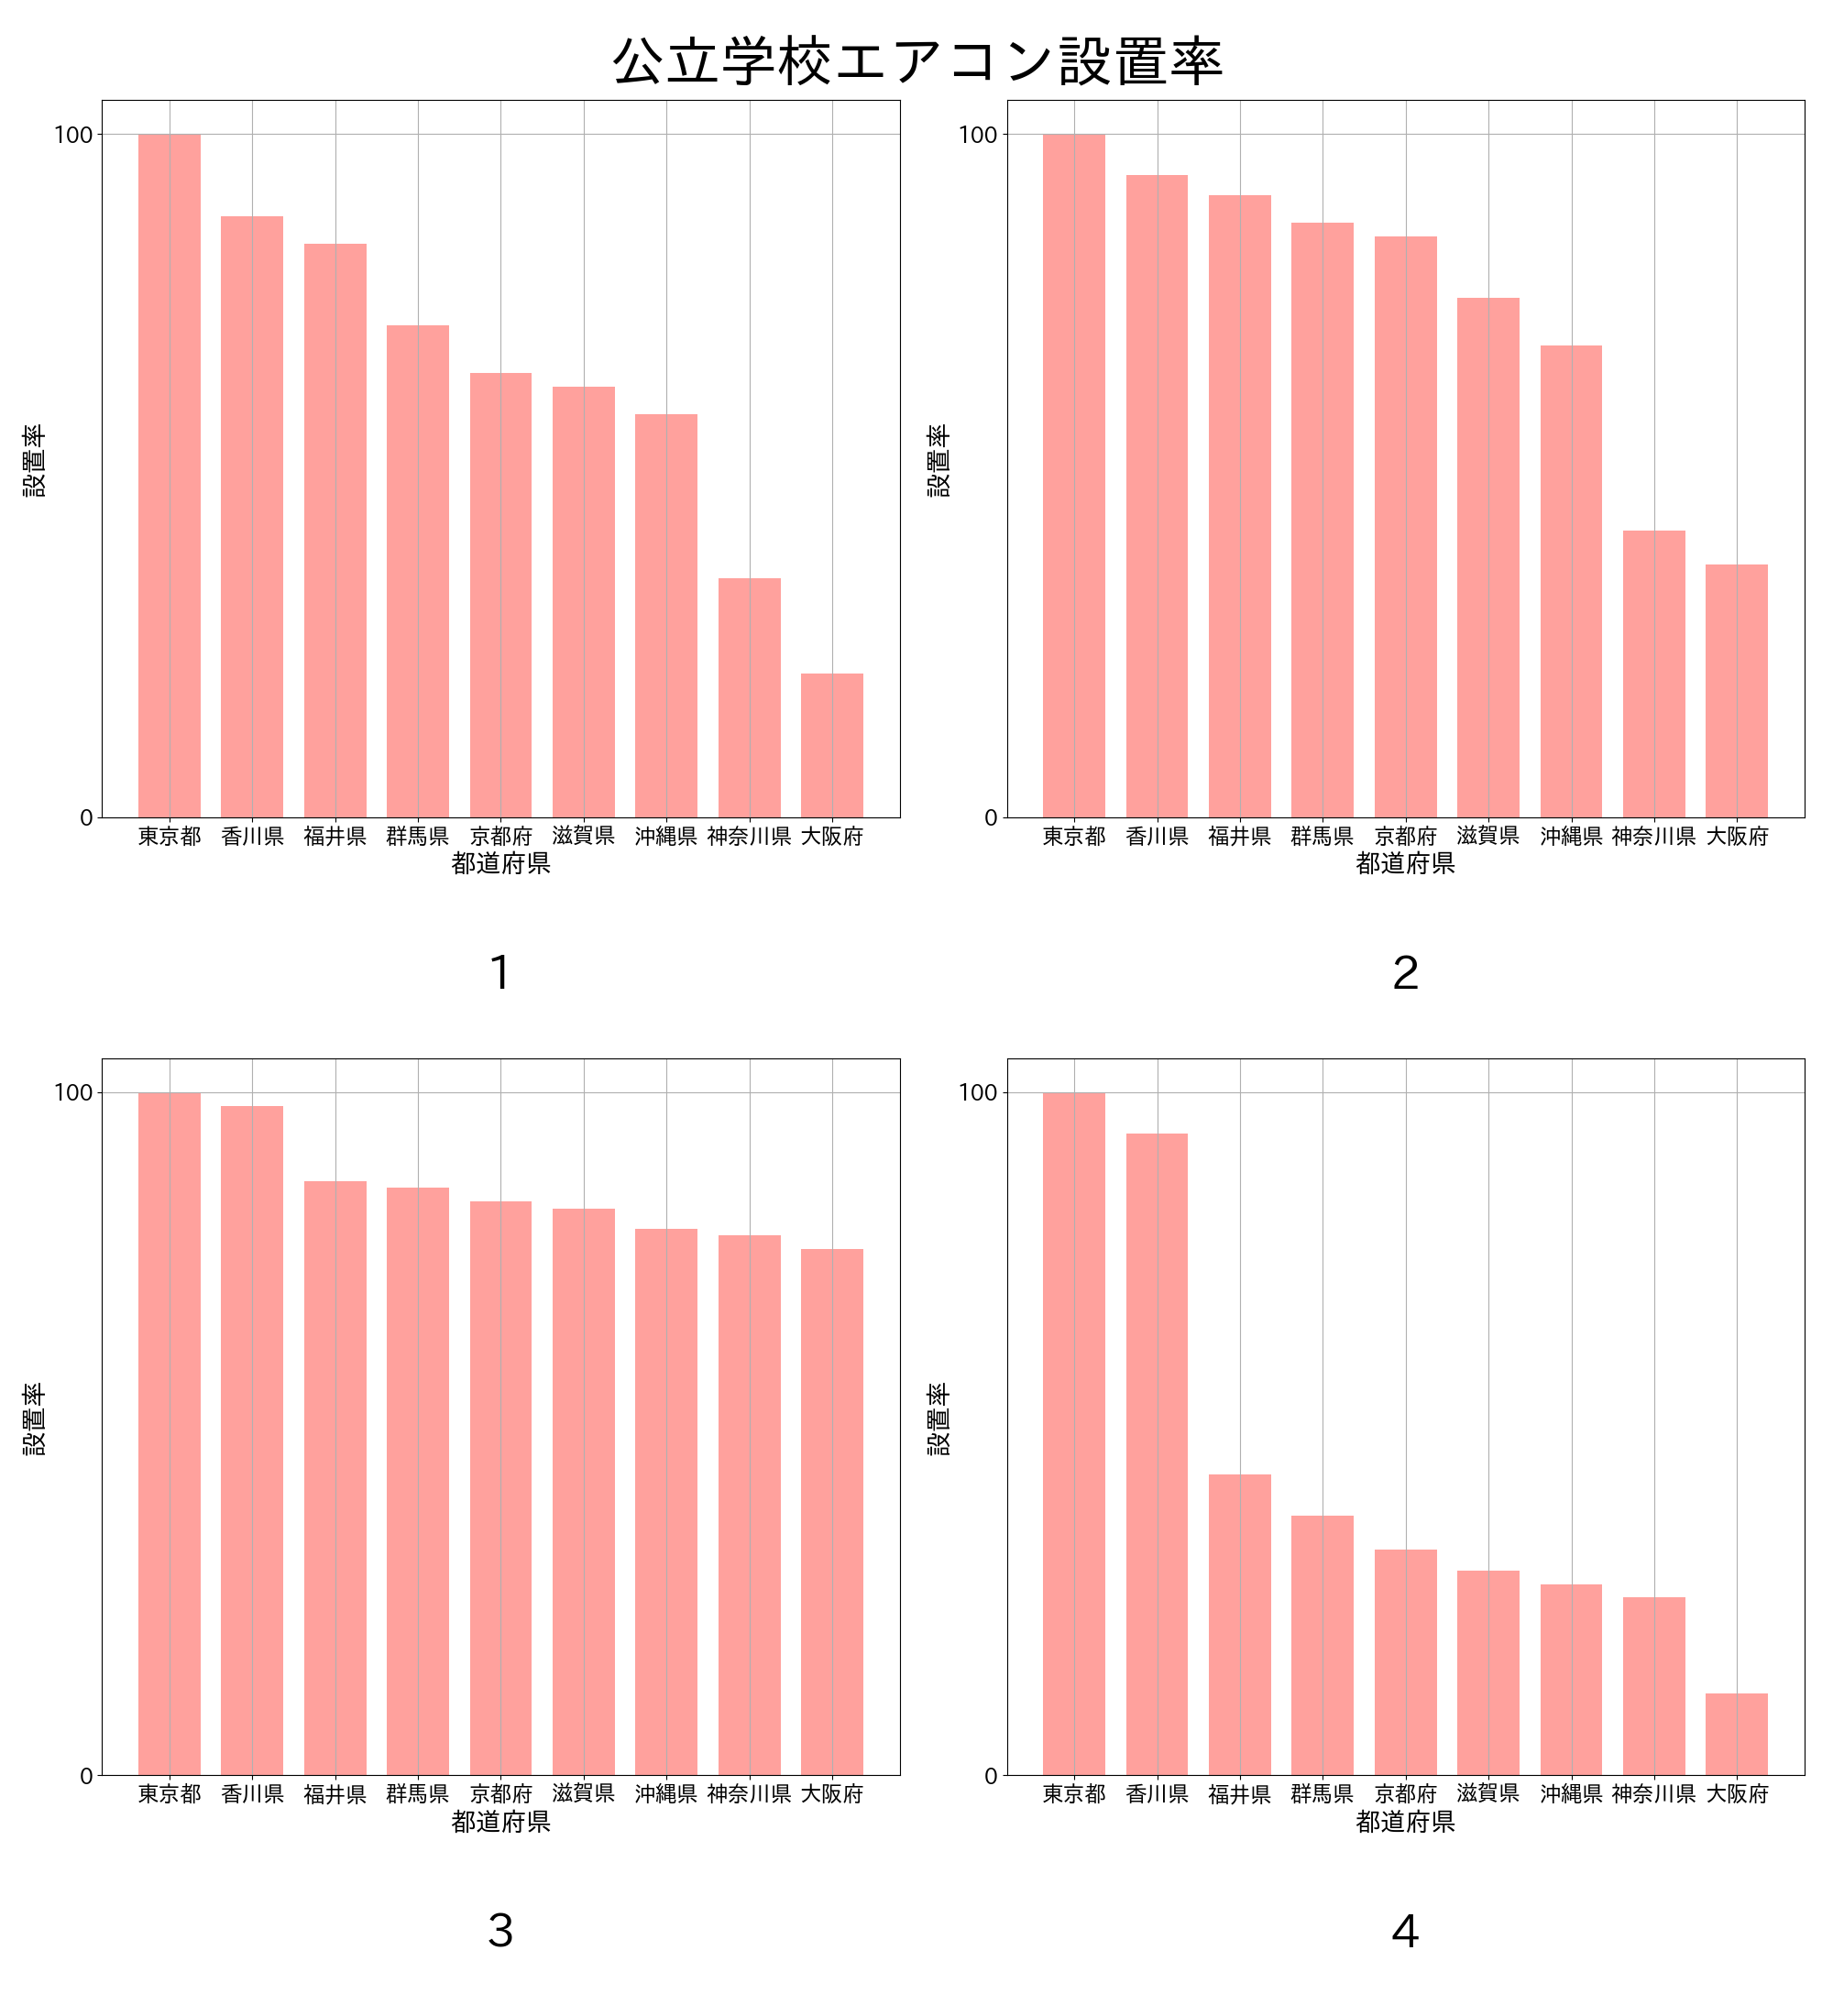 公立学校エアコン設置率
100
0
設置率
東京都 香川県 福井県 群馬県 京都府 滋賀県 沖縄県 神奈川県 大阪府
都道府県
1
100
0
設置率
東京都 香川県 福井県 群馬県 京都府 滋賀県 沖縄県 神奈川県 大阪府
都道府県
2
100
0
設置率
東京都 香川県 福井県 群馬県 京都府 滋賀県 沖縄県 神奈川県 大阪府
都道府県
3
100
0
設置率
東京都 香川県 福井県 群馬県 京都府 滋賀県 沖縄県 神奈川県 大阪府
都道府県
4